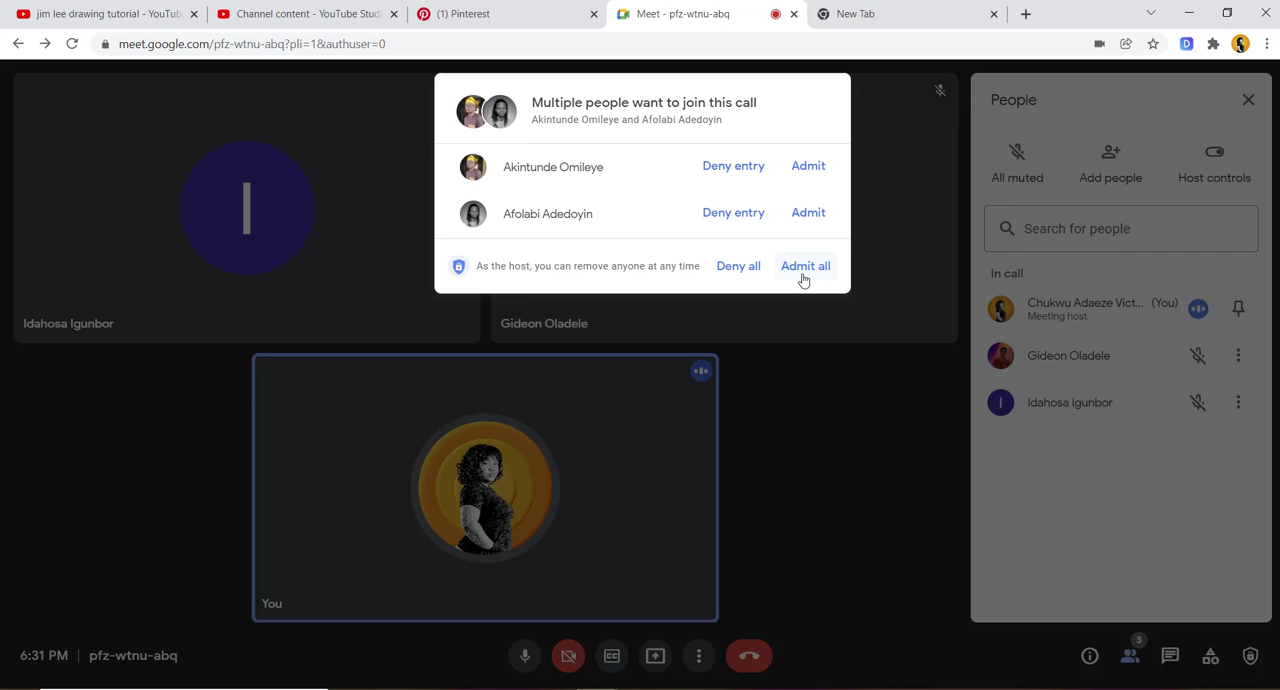 jim lee drawing tutorial - YouTub
Channel content - YouTube Studi
(1) Pinterest
Meet - pfz-wtnu-abq
New Tab
meet.google.com/pfz-wtnu-abq?pli=1&authuser=0
D
Multiple people want to join this call
Akintunde Omileye and Afolabi Adedoyin
Akintunde Omileye
Deny entry
Admit
Afolabi Adedoyin
Deny entry
Admit
As the host, you can remove anyone at any time
Deny all
Admit all
I
Idahosa Igunbor
Gideon Oladele
You
People
All muted
Add people
Host controls
Search for people
In call
Chukwu Adaeze Vict... (You)
Meeting host
Gideon Oladele
I
Idahosa Igunbor
6:31 PM | pfz-wtnu-abq
CC
3